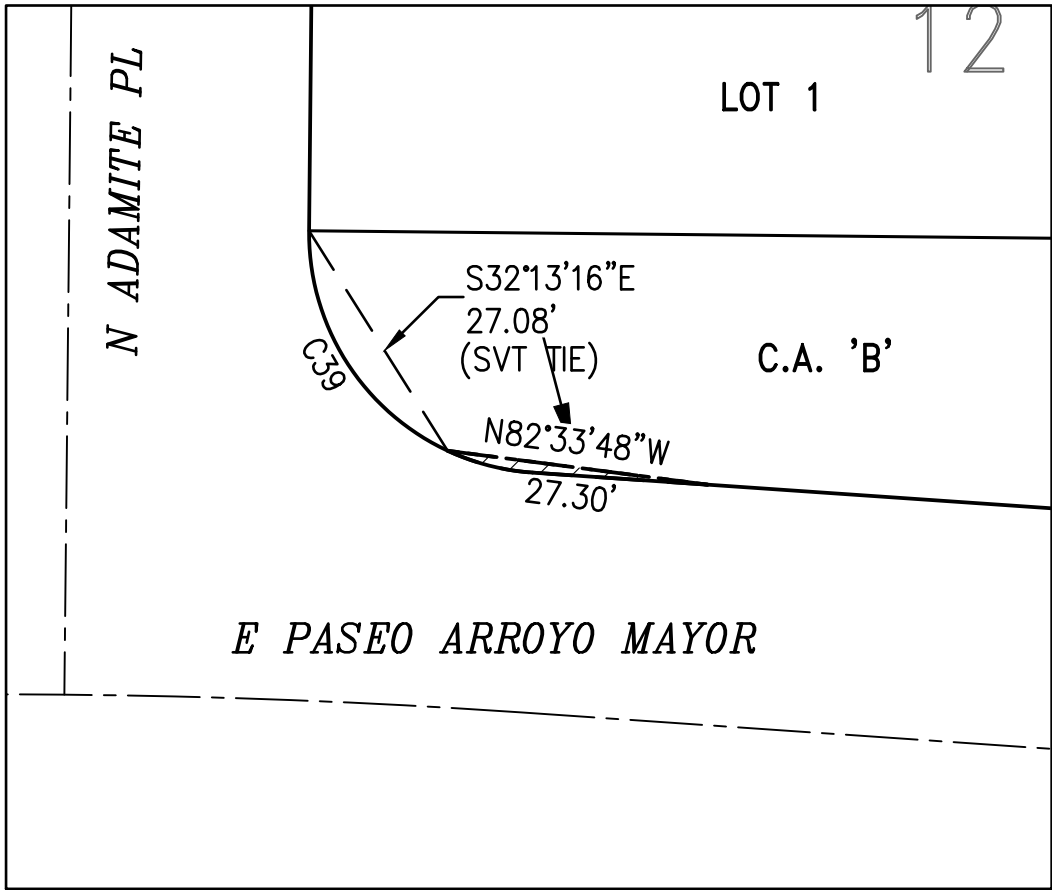 12
LOT 1
N ADAMITE PL
S32°13'16"E
27.08'
(SVT TIE)
C.A. 'B'
C39
N82°33'48"W
27.30'
E PASEO ARROYO MAYOR